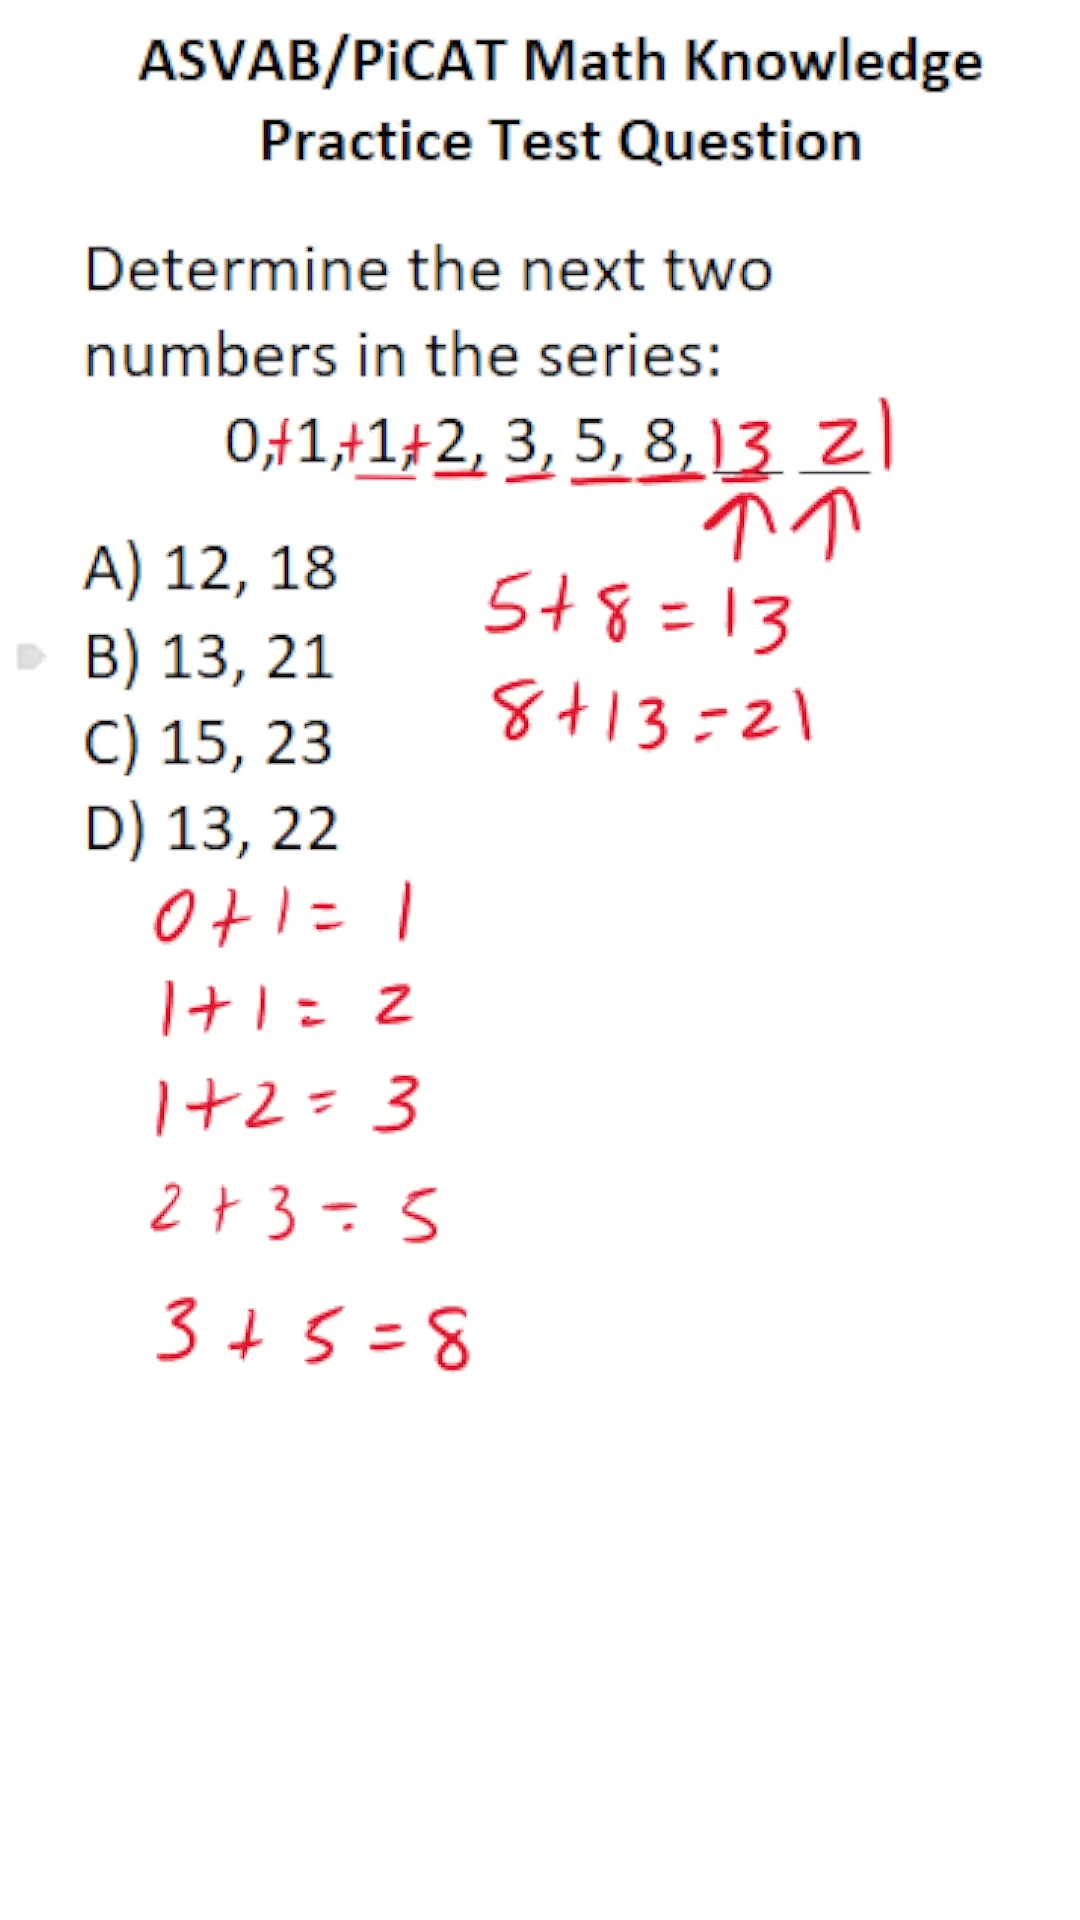 ASVAB/PiCAT Math Knowledge
Practice Test Question
Determine the next two
numbers in the series:
0,+1,+1,+2, 3, 5, 8, 13 21
A) 12, 18
B) 13, 21
C) 15, 23
D) 13, 22
5+8=13
8+13=21
0+1=1
1+1=2
1+2=3
2+3=5
3+5=8